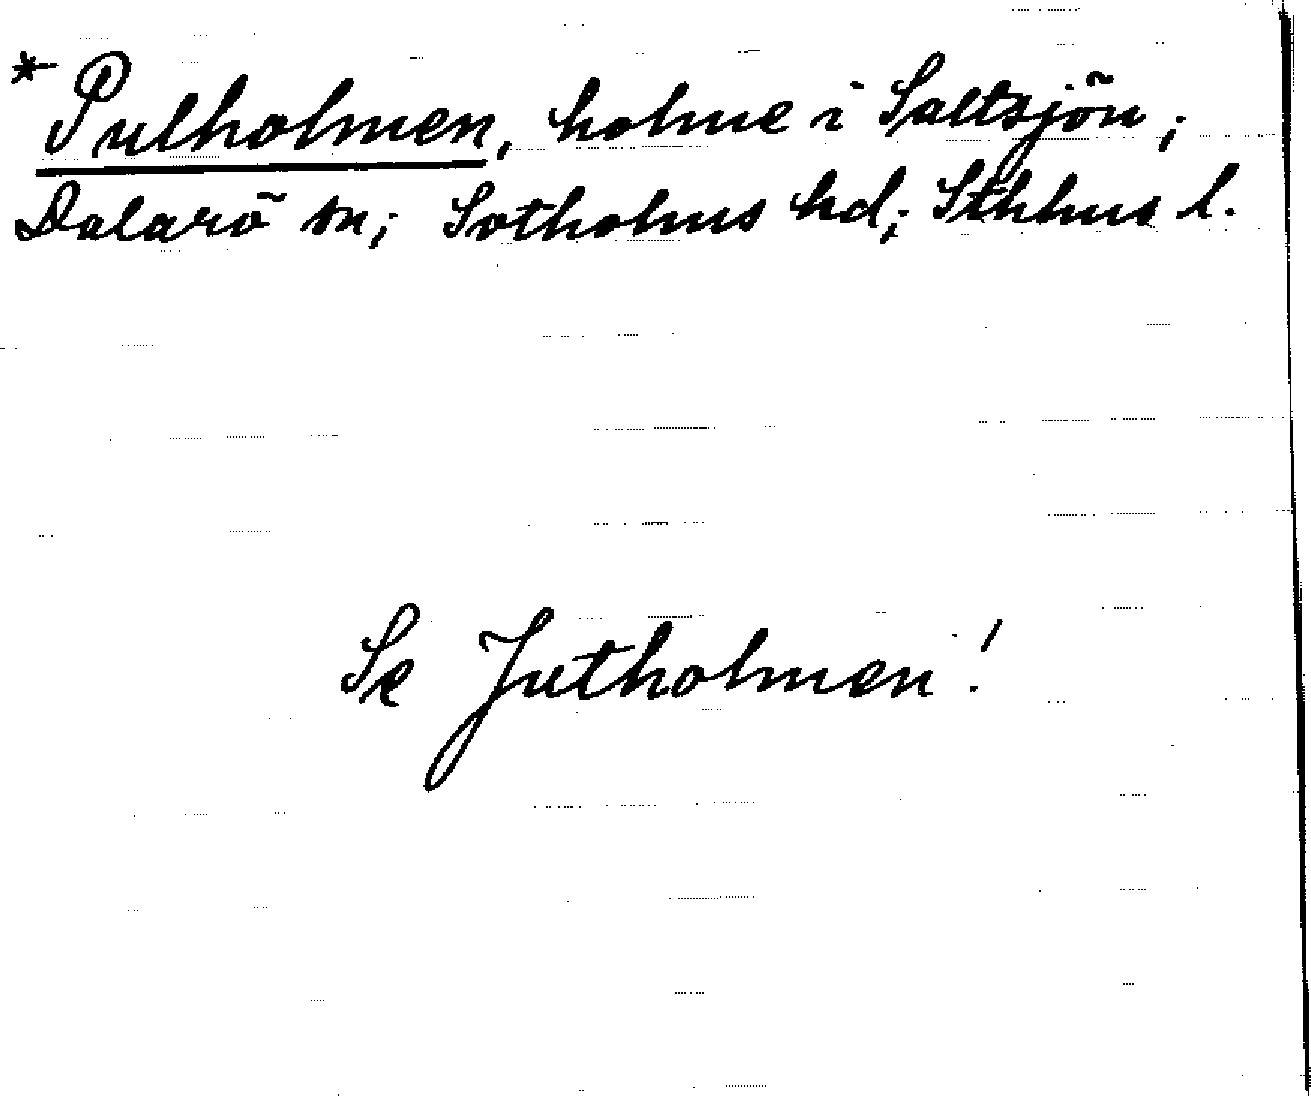 * Pulholmen, holme i Saltsjön;
Dalarö sn; Sotholms hd; Sthlms l.
Se Jutholmen!